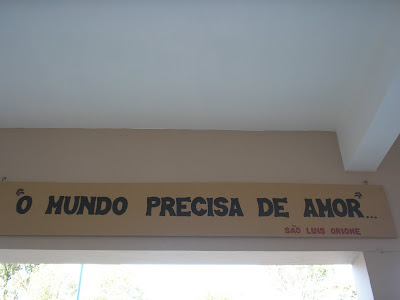 "O MUNDO PRECISA DE AMOR"...
SÃO LUIS ORIONE